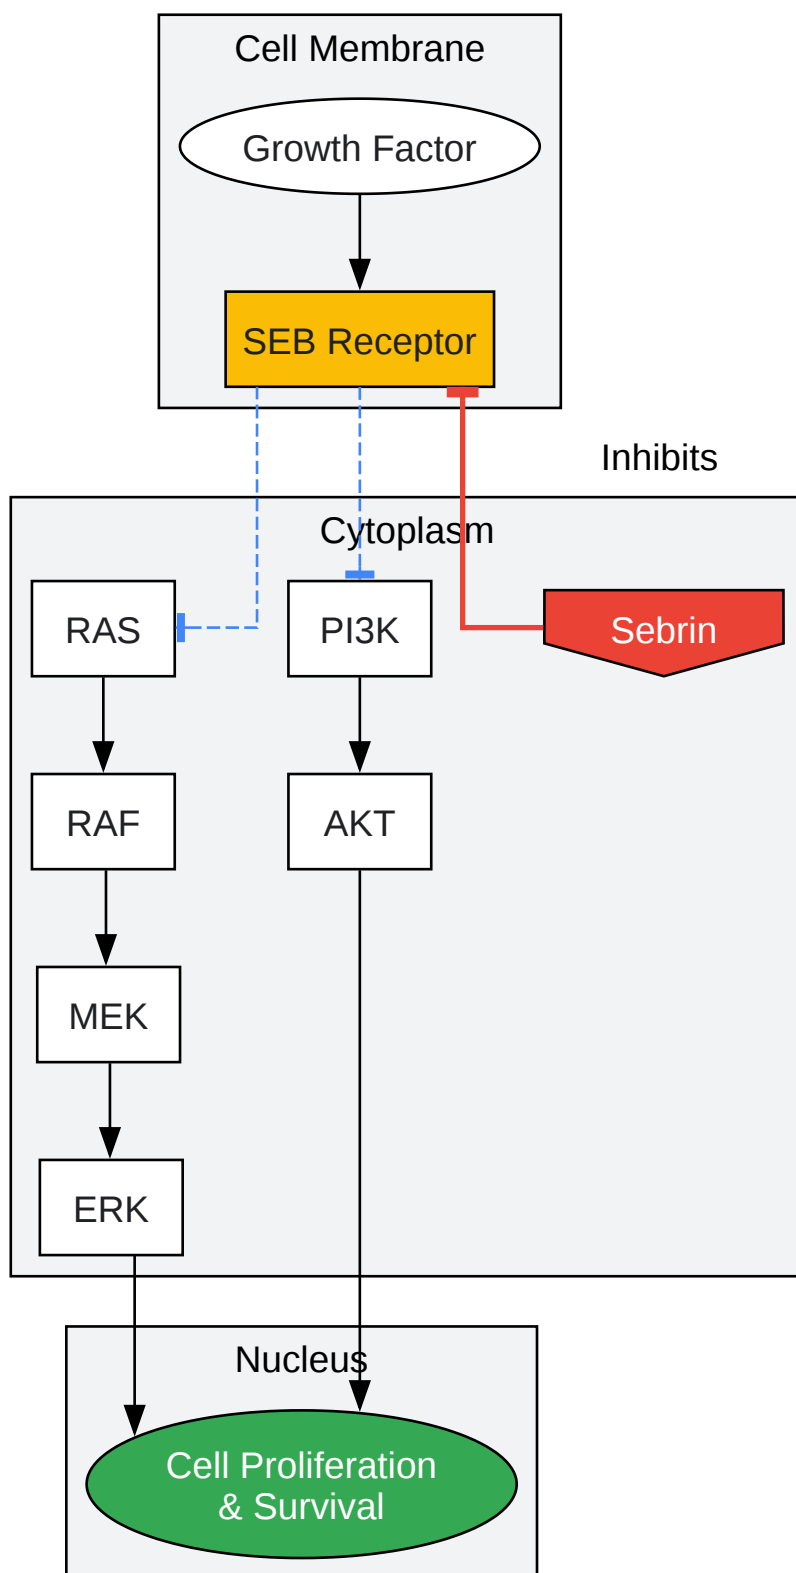 Cell Membrane
Growth Factor
SEB Receptor
Inhibits
Cytoplasm
RAS
PI3K
Sebrin
RAF
AKT
MEK
ERK
Nucleus
Cell Proliferation
& Survival